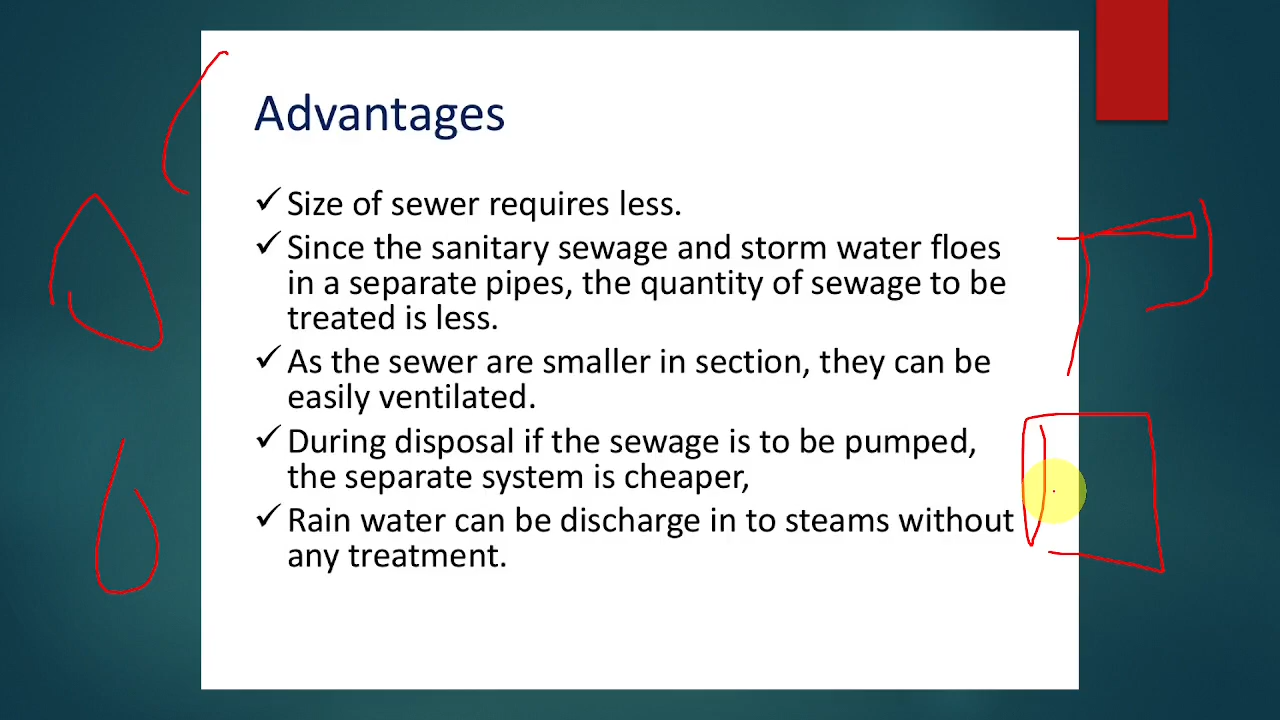 Advantages
✓ Size of sewer requires less.
✓ Since the sanitary sewage and storm water floes
in a separate pipes, the quantity of sewage to be
treated is less.
✓ As the sewer are smaller in section, they can be
easily ventilated.
✓ During disposal if the sewage is to be pumped,
the separate system is cheaper,
✓ Rain water can be discharge in to steams without
any treatment.